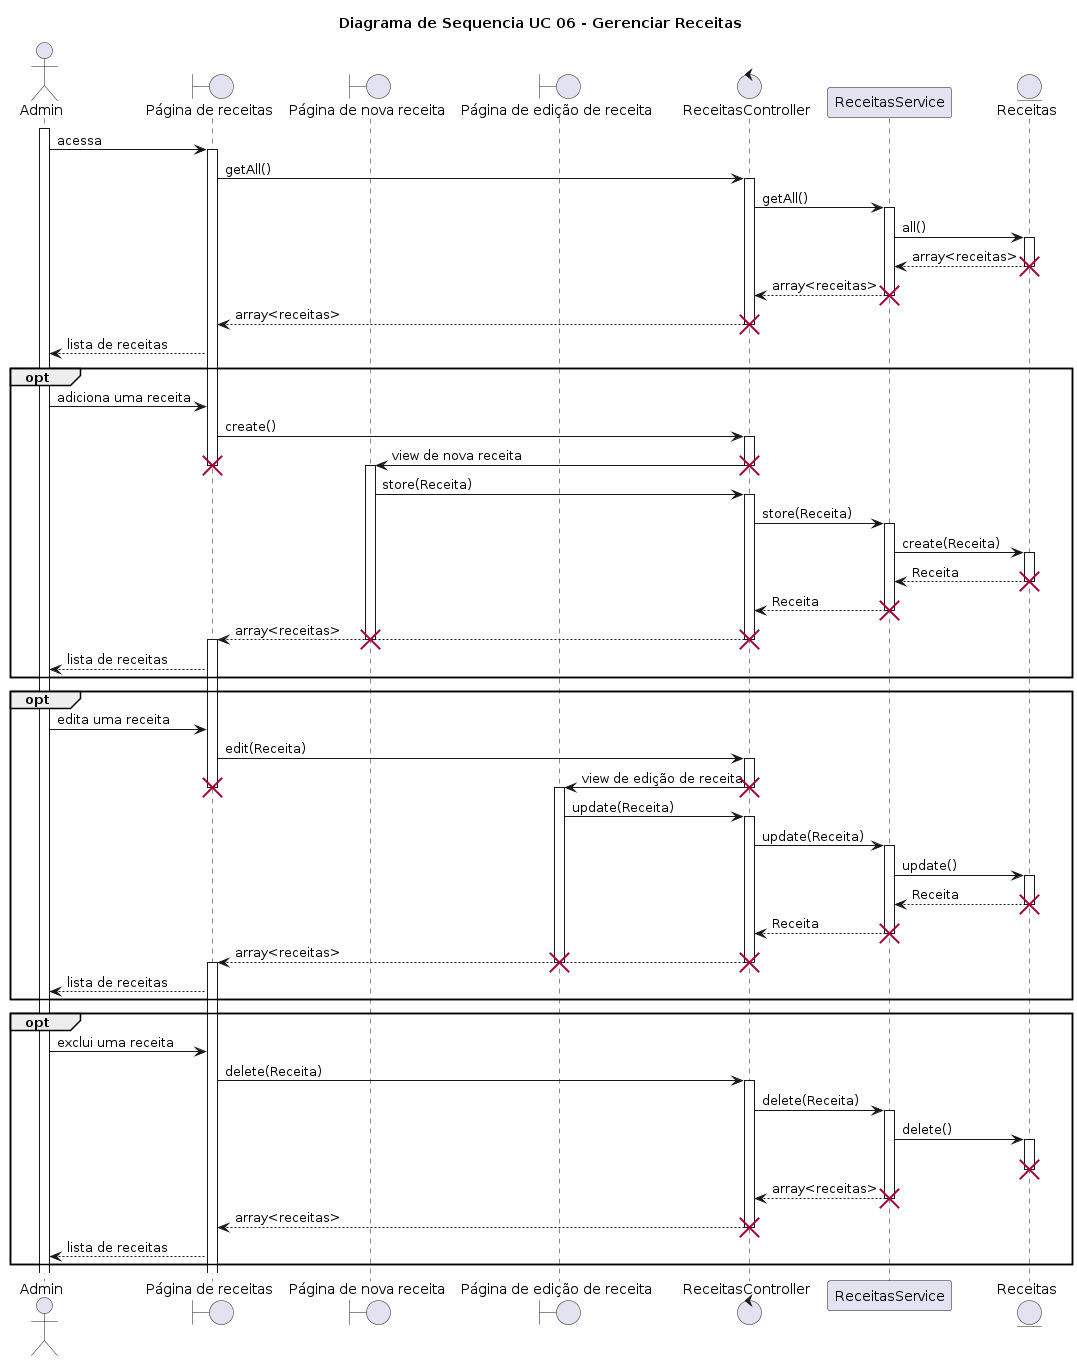 Diagrama de Sequencia UC 06 - Gerenciar Receitas
Admin
Página de receitas
Página de nova receita
Página de edição de receita
ReceitasController
ReceitasService
Receitas
acessa
getAll()
getAll()
all()
array<receitas>
array<receitas>
array<receitas>
lista de receitas
opt
adiciona uma receita
create()
view de nova receita
store(Receita)
store(Receita)
create(Receita)
Receita
Receita
array<receitas>
lista de receitas
opt
edita uma receita
edit(Receita)
view de edição de receita
update(Receita)
update(Receita)
update()
Receita
Receita
array<receitas>
lista de receitas
opt
exclui uma receita
delete(Receita)
delete(Receita)
delete()
array<receitas>
array<receitas>
lista de receitas
Admin
Página de receitas
Página de nova receita
Página de edição de receita
ReceitasController
ReceitasService
Receitas